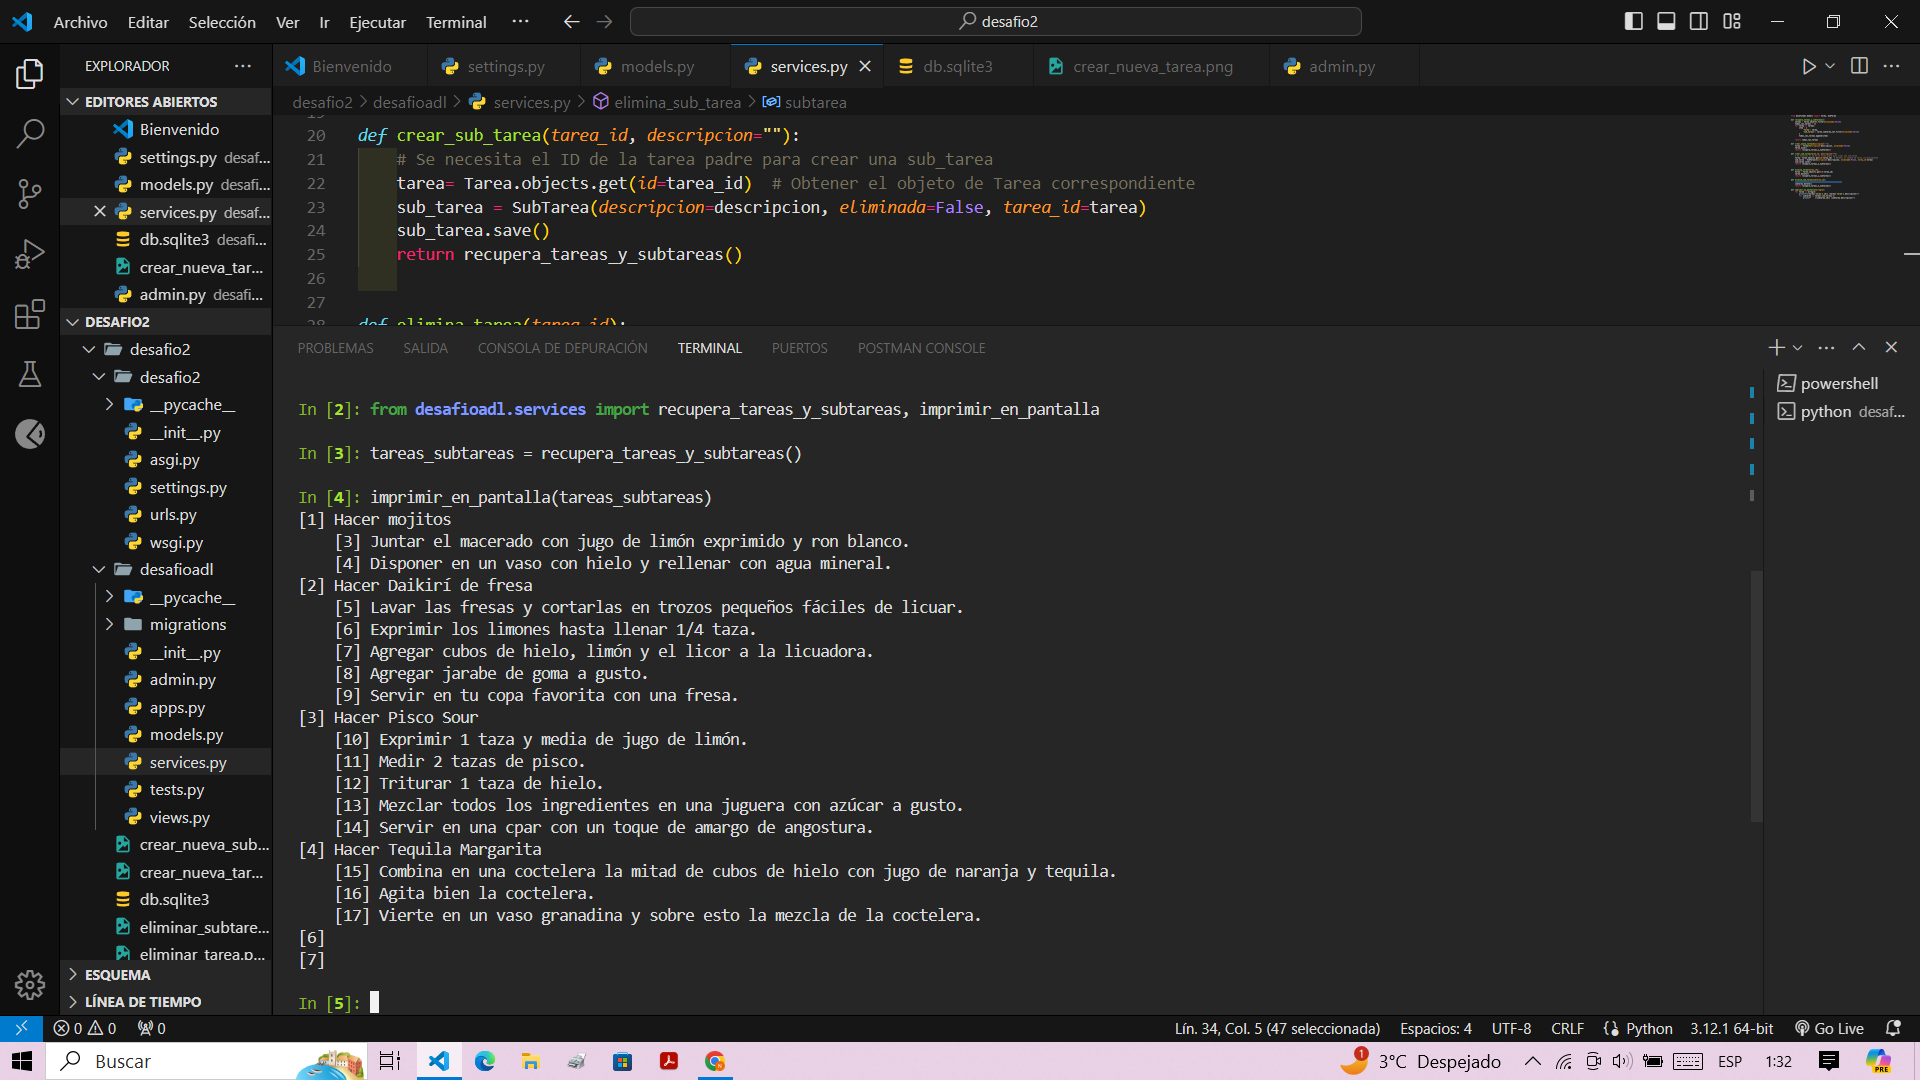 Archivo Editar Selección Ver Ir Ejecutar Terminal ··· desafio2
EXPLORADOR ···
EDITORES ABIERTOS
Bienvenido
settings.py desaf...
models.py desafi...
services.py desaf...
db.sqlite3 desafi...
crear_nueva_tar...
admin.py desafi...
DESAFIO2
desafio2
desafio2
__pycache__
__init__.py
asgi.py
settings.py
urls.py
wsgi.py
desafioadl
__pycache__
migrations
__init__.py
admin.py
apps.py
models.py
services.py
tests.py
views.py
crear_nueva_sub...
crear_nueva_tar...
db.sqlite3
eliminar_subtare...
eliminar_tarea.p...
ESQUEMA
LÍNEA DE TIEMPO
Bienvenido settings.py models.py services.py db.sqlite3 crear_nueva_tarea.png admin.py
desafio2 > desafioadl > services.py > elimina_sub_tarea > subtarea
19
20 def crear_sub_tarea(tarea_id, descripcion=""):
21 # Se necesita el ID de la tarea padre para crear una sub_tarea
22 tarea= Tarea.objects.get(id=tarea_id) # Obtener el objeto de Tarea correspondiente
23 sub_tarea = SubTarea(descripcion=descripcion, eliminada=False, tarea_id=tarea)
24 sub_tarea.save()
25 return recupera_tareas_y_subtareas()
26
27
28 def elimina_tarea(tarea_id):
PROBLEMAS SALIDA CONSOLA DE DEPURACIÓN TERMINAL PUERTOS POSTMAN CONSOLE
powershell
python desaf...
In [2]: from desafioadl.services import recupera_tareas_y_subtareas, imprimir_en_pantalla
In [3]: tareas_subtareas = recupera_tareas_y_subtareas()
In [4]: imprimir_en_pantalla(tareas_subtareas)
[1] Hacer mojitos
[3] Juntar el macerado con jugo de limón exprimido y ron blanco.
[4] Disponer en un vaso con hielo y rellenar con agua mineral.
[2] Hacer Daikirí de fresa
[5] Lavar las fresas y cortarlas en trozos pequeños fáciles de licuar.
[6] Exprimir los limones hasta llenar 1/4 taza.
[7] Agregar cubos de hielo, limón y el licor a la licuadora.
[8] Agregar jarabe de goma a gusto.
[9] Servir en tu copa favorita con una fresa.
[3] Hacer Pisco Sour
[10] Exprimir 1 taza y media de jugo de limón.
[11] Medir 2 tazas de pisco.
[12] Triturar 1 taza de hielo.
[13] Mezclar todos los ingredientes en una juguera con azúcar a gusto.
[14] Servir en una cpar con un toque de amargo de angostura.
[4] Hacer Tequila Margarita
[15] Combina en una coctelera la mitad de cubos de hielo con jugo de naranja y tequila.
[16] Agita bien la coctelera.
[17] Vierte en un vaso granadina y sobre esto la mezcla de la coctelera.
[6]
[7]
In [5]:
0 0 0 Lín. 34, Col. 5 (47 seleccionada) Espacios: 4 UTF-8 CRLF Python 3.12.1 64-bit Go Live
Buscar 1 3°C Despejado ESP 1:32 PRE